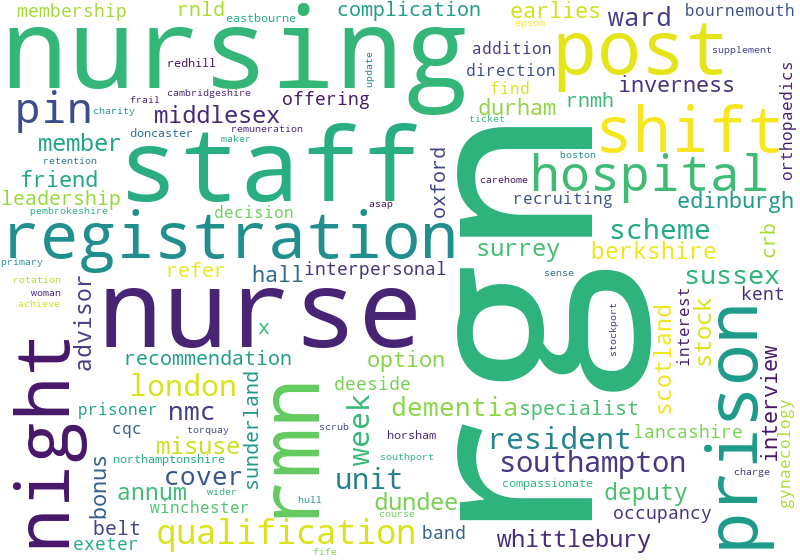 membership
rnld
eastbourne
complication
earlies
epsom
ward
bournemouth
nursing
post
redhill
addition
supplement
direction
update
find
inverness
orthopaedics
pin
charity
frail
cambridgeshire
offering
middlesex
durham
rnmh
shift
member
doncaster
remuneration
maker
ticket
staff
retention
friend
boston
hospital
leadership
carehome
recruiting
edinburgh
pembrokeshire
decision
asap
oxford
rgn
registration
scheme
crb
surrey
berkshire
primary
refer
hall
interpersonal
sense
sussex
rotation
woman
achieve
advisor
nurse
x
stockport
scotland
interest
stock
kent
prison
night
recommendation
option
london
rmn
deeside
week
prisoner
nmc
dementia
specialist
interview
gynaecology
cqc
torquay
sunderland
scrub
horsham
resident
lancashire
misuse
northamptonshire
southport
southampton
charge
bonus
cover
unit
compassionate
annum
wider
hull
dundee
deputy
winchester
course
occupancy
belt
qualification
band
whittlebury
exeter
fife